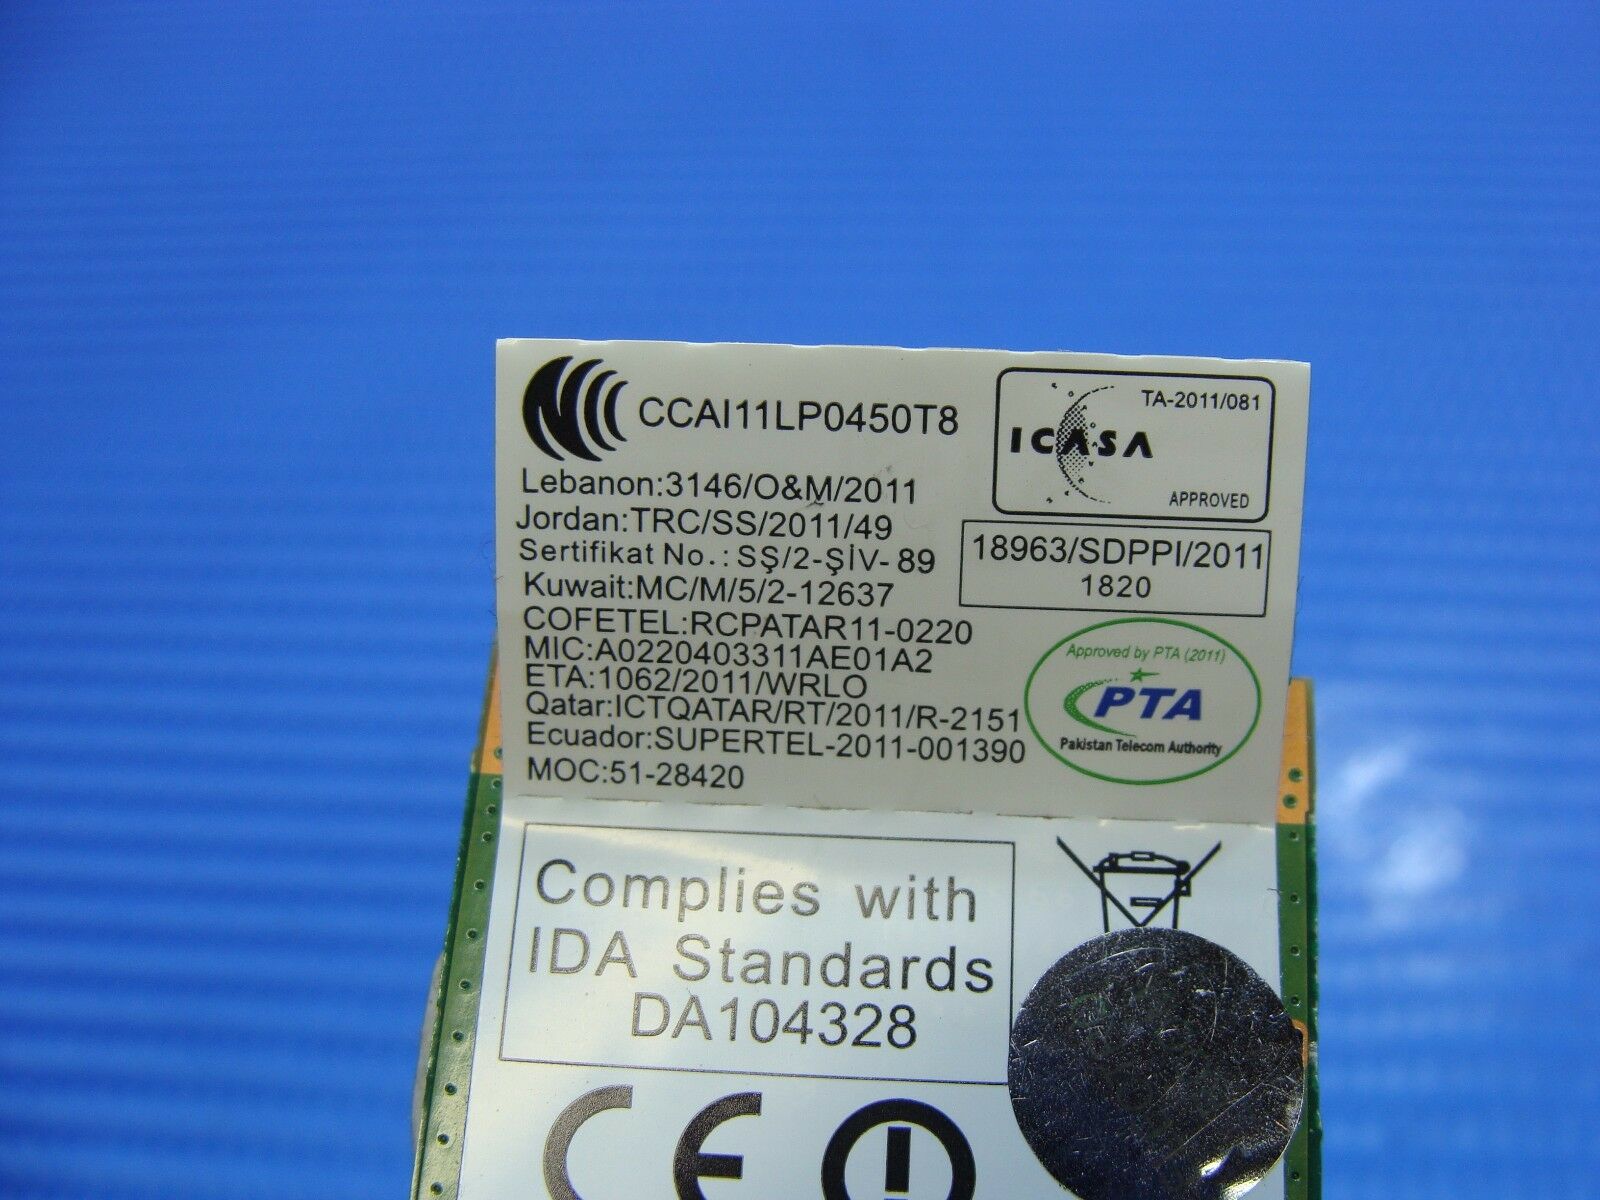 CCAI11LP0450T8
TA-2011/081
ICASA
APPROVED
Lebanon:3146/O&M/2011
Jordan:TRC/SS/2011/49
Sertifikat No.: SŞ/2-ŞİV-89
Kuwait:MC/M/5/2-12637
COFETEL:RCPATAR11-0220
MIC:A0220403311AE01A2
ETA:1062/2011/WRLO
Qatar:ICTQATAR/RT/2011/R-2151
Ecuador:SUPERTEL-2011-001390
MOC:51-28420
18963/SDPPI/2011
1820
Approved by PTA (2011)
PTA
Pakistan Telecom Authority
Complies with
IDA Standards
DA104328
CE